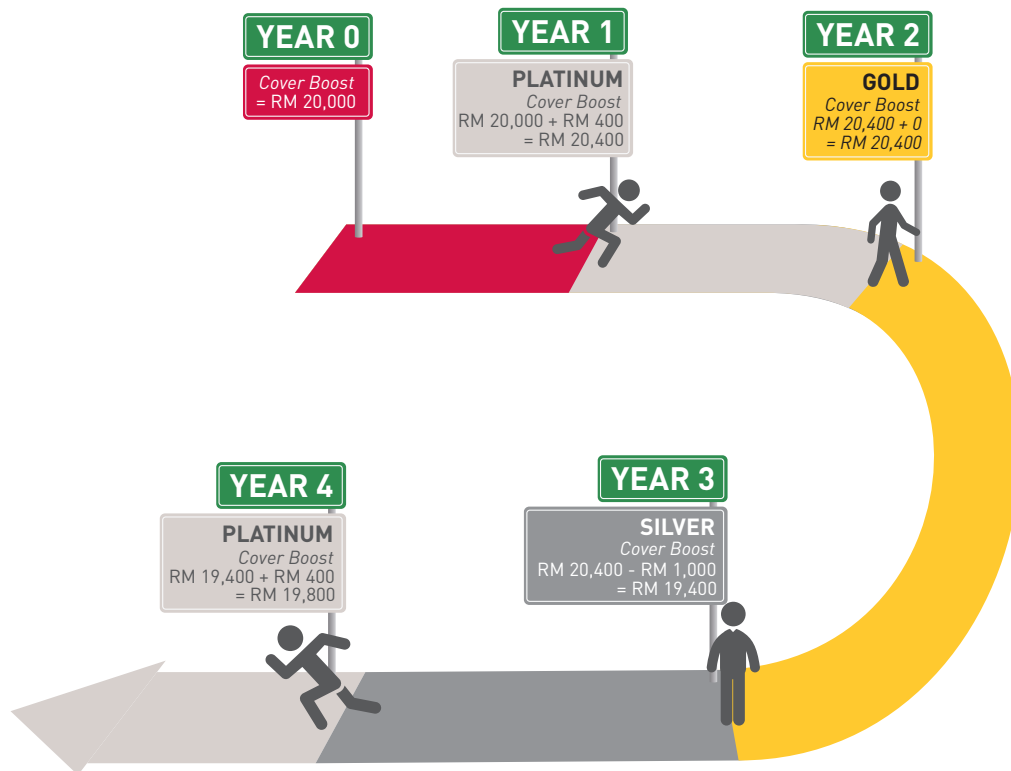 YEAR 0
Cover Boost
= RM 20,000
YEAR 1
PLATINUM
Cover Boost
RM 20,000 + RM 400
= RM 20,400
YEAR 2
GOLD
Cover Boost
RM 20,400 + 0
= RM 20,400
YEAR 4
PLATINUM
Cover Boost
RM 19,400 + RM 400
= RM 19,800
YEAR 3
SILVER
Cover Boost
RM 20,400 - RM 1,000
= RM 19,400